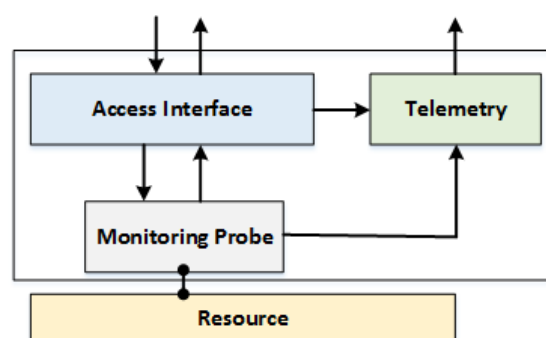 Access Interface
Telemetry
Monitoring Probe
Resource